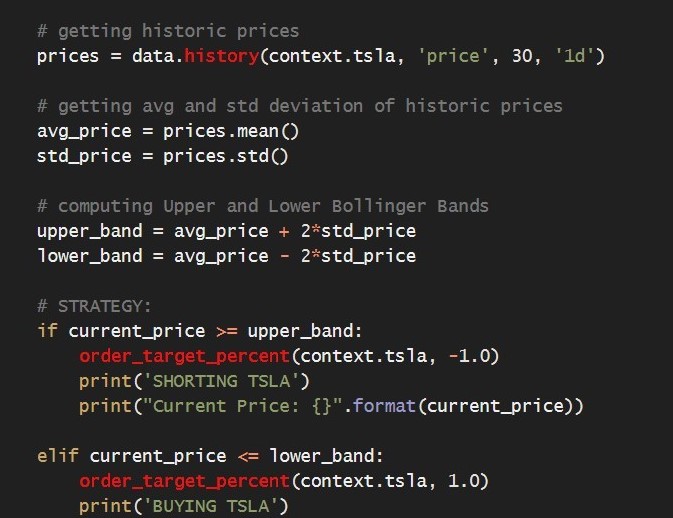 # getting historic prices
prices = data.history(context.tsla, 'price', 30, '1d')
# getting avg and std deviation of historic prices
avg_price = prices.mean()
std_price = prices.std()
# computing Upper and Lower Bollinger Bands
upper_band = avg_price + 2*std_price
lower_band = avg_price - 2*std_price
# STRATEGY:
if current_price >= upper_band:
order_target_percent(context.tsla, -1.0)
print('SHORTING TSLA')
print("Current Price: {}".format(current_price))
elif current_price <= lower_band:
order_target_percent(context.tsla, 1.0)
print('BUYING TSLA')